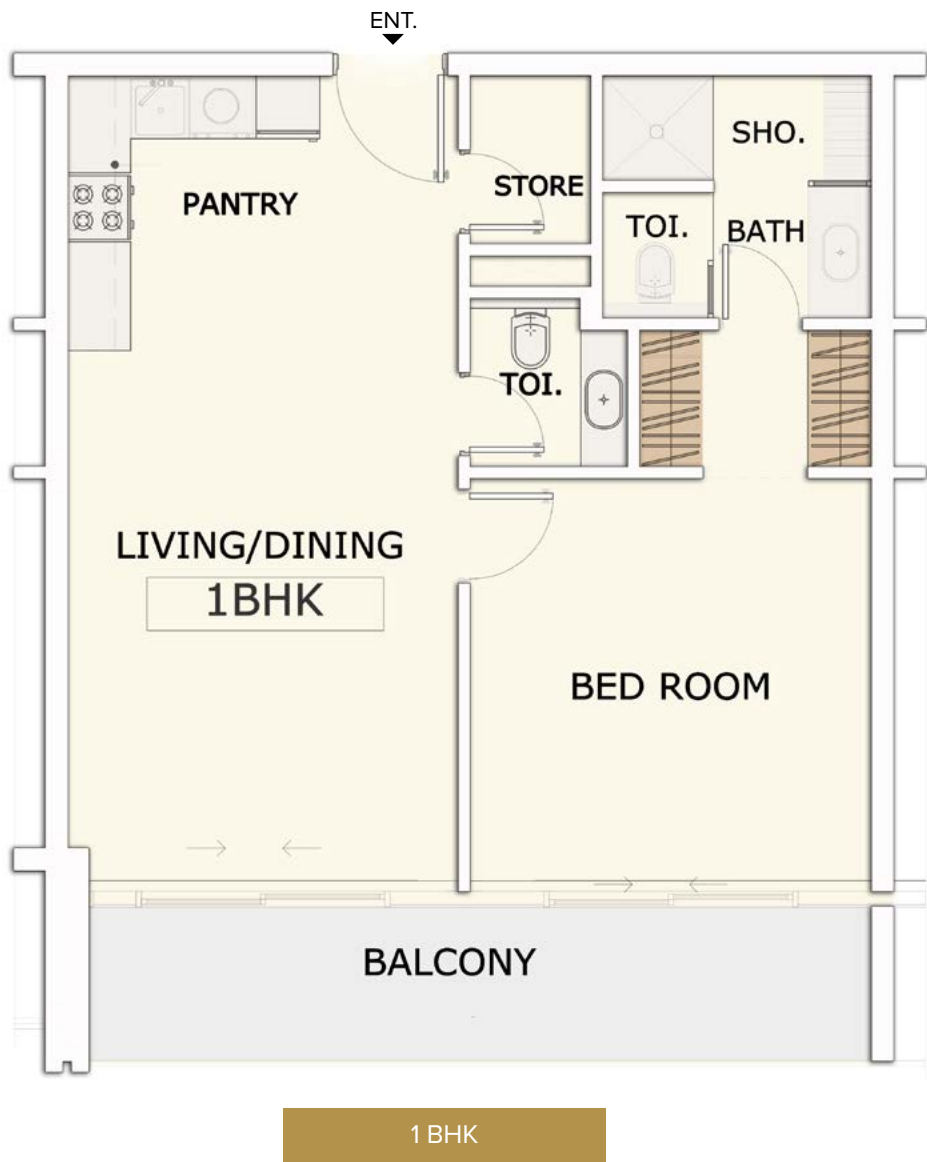 ENT.
SHO.
STORE
PANTRY
TOI.
BATH
TOI.
LIVING/DINING
1BHK
BED ROOM
BALCONY
1 BHK